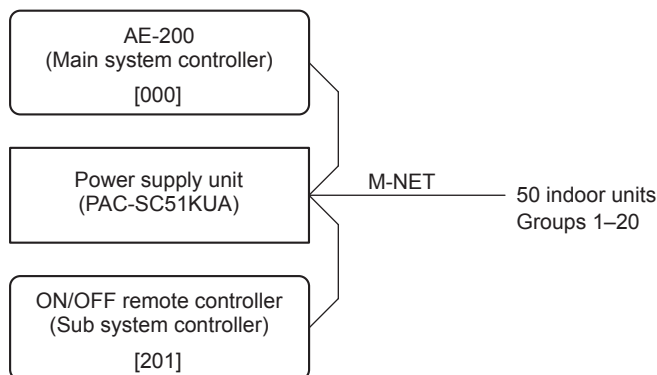 AE-200
(Main system controller)
[000]
Power supply unit
(PAC-SC51KUA)
M-NET
50 indoor units
Groups 1–20
ON/OFF remote controller
(Sub system controller)
[201]